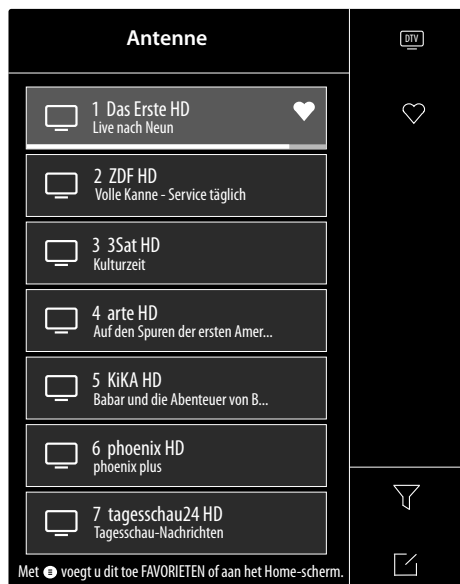 Antenne
DTV
1 Das Erste HD
Live nach Neun
2 ZDF HD
Volle Kanne - Service täglich
3 3Sat HD
Kulturzeit
4 arte HD
Auf den Spuren der ersten Amer...
5 KiKA HD
Babar und die Abenteuer von B...
6 phoenix HD
phoenix plus
7 tagesschau24 HD
Tagesschau-Nachrichten
Met voegt u dit toe FAVORIETEN of aan het Home-scherm.